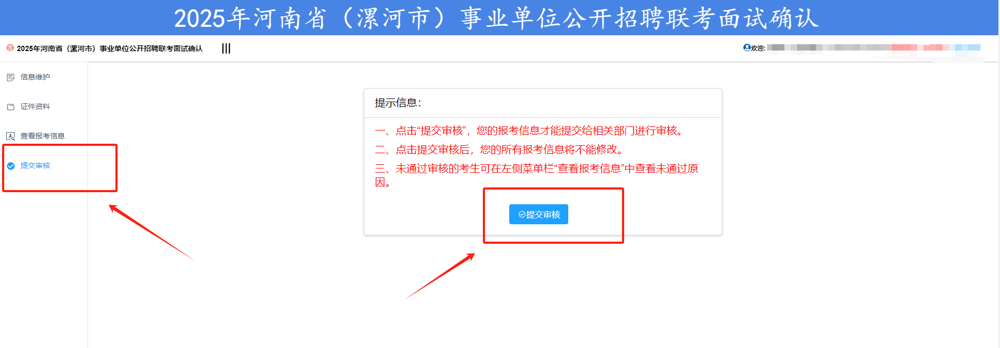 2025年河南省（漯河市）事业单位公开招聘联考面试确认
2025年河南省（漯河市）事业单位公开招聘联考面试确认
欢迎:
信息维护
证件资料
查看报考信息
提交审核
提示信息：
一、点击“提交审核”，您的报考信息才能提交给相关部门进行审核。
二、点击提交审核后，您的所有报考信息将不能修改。
三、未通过审核的考生可在左侧菜单栏“查看报考信息”中查看未通过原
因。
提交审核